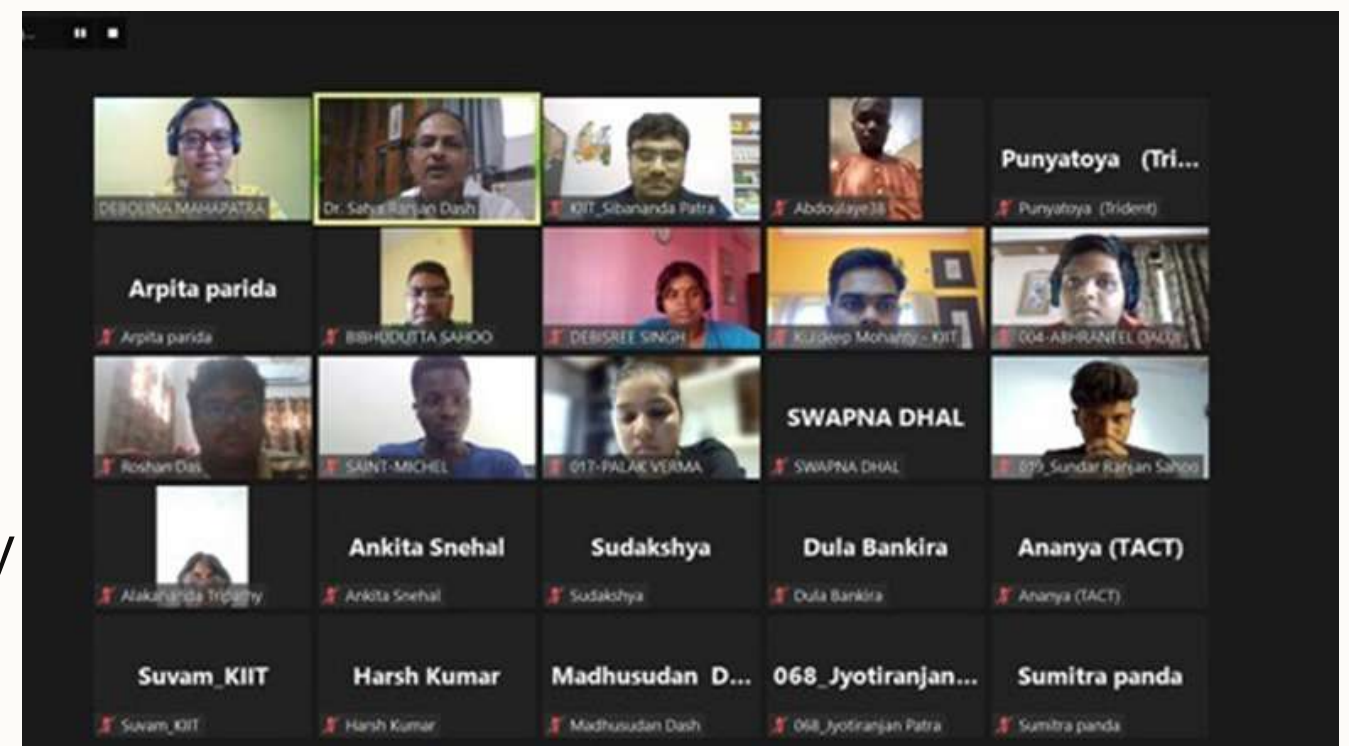 DEBOLINA MAHAPATRA
Dr. Satya Ranjan Dash
KIIT_Sibananda Patra
Abdoulaye38
Punyatoya (Tri...
Punyatoya (Trident)
Arpita parida
Arpita parida
BIBHUDUTTA SAHOO
DEBISREE SINGH
Kuldeep Mohanty - KIIT
004-ABHRANEEL
Roshan Das
SAINT-MICHEL
017-PALAK VERMA
SWAPNA DHAL
SWAPNA DHAL
019_Sundar Ranjan Sahoo
Alakananda Tripathy
Ankita Snehal
Ankita Snehal
Sudakshya
Sudakshya
Dula Bankira
Dula Bankira
Ananya (TACT)
Ananya (TACT)
y
Suvam_KIIT
Suvam_KIIT
Harsh Kumar
Harsh Kumar
Madhusudan D...
Madhusudan Dash
068_Jyotiranjan...
068_Jyotiranjan Patra
Sumitra panda
Sumitra panda